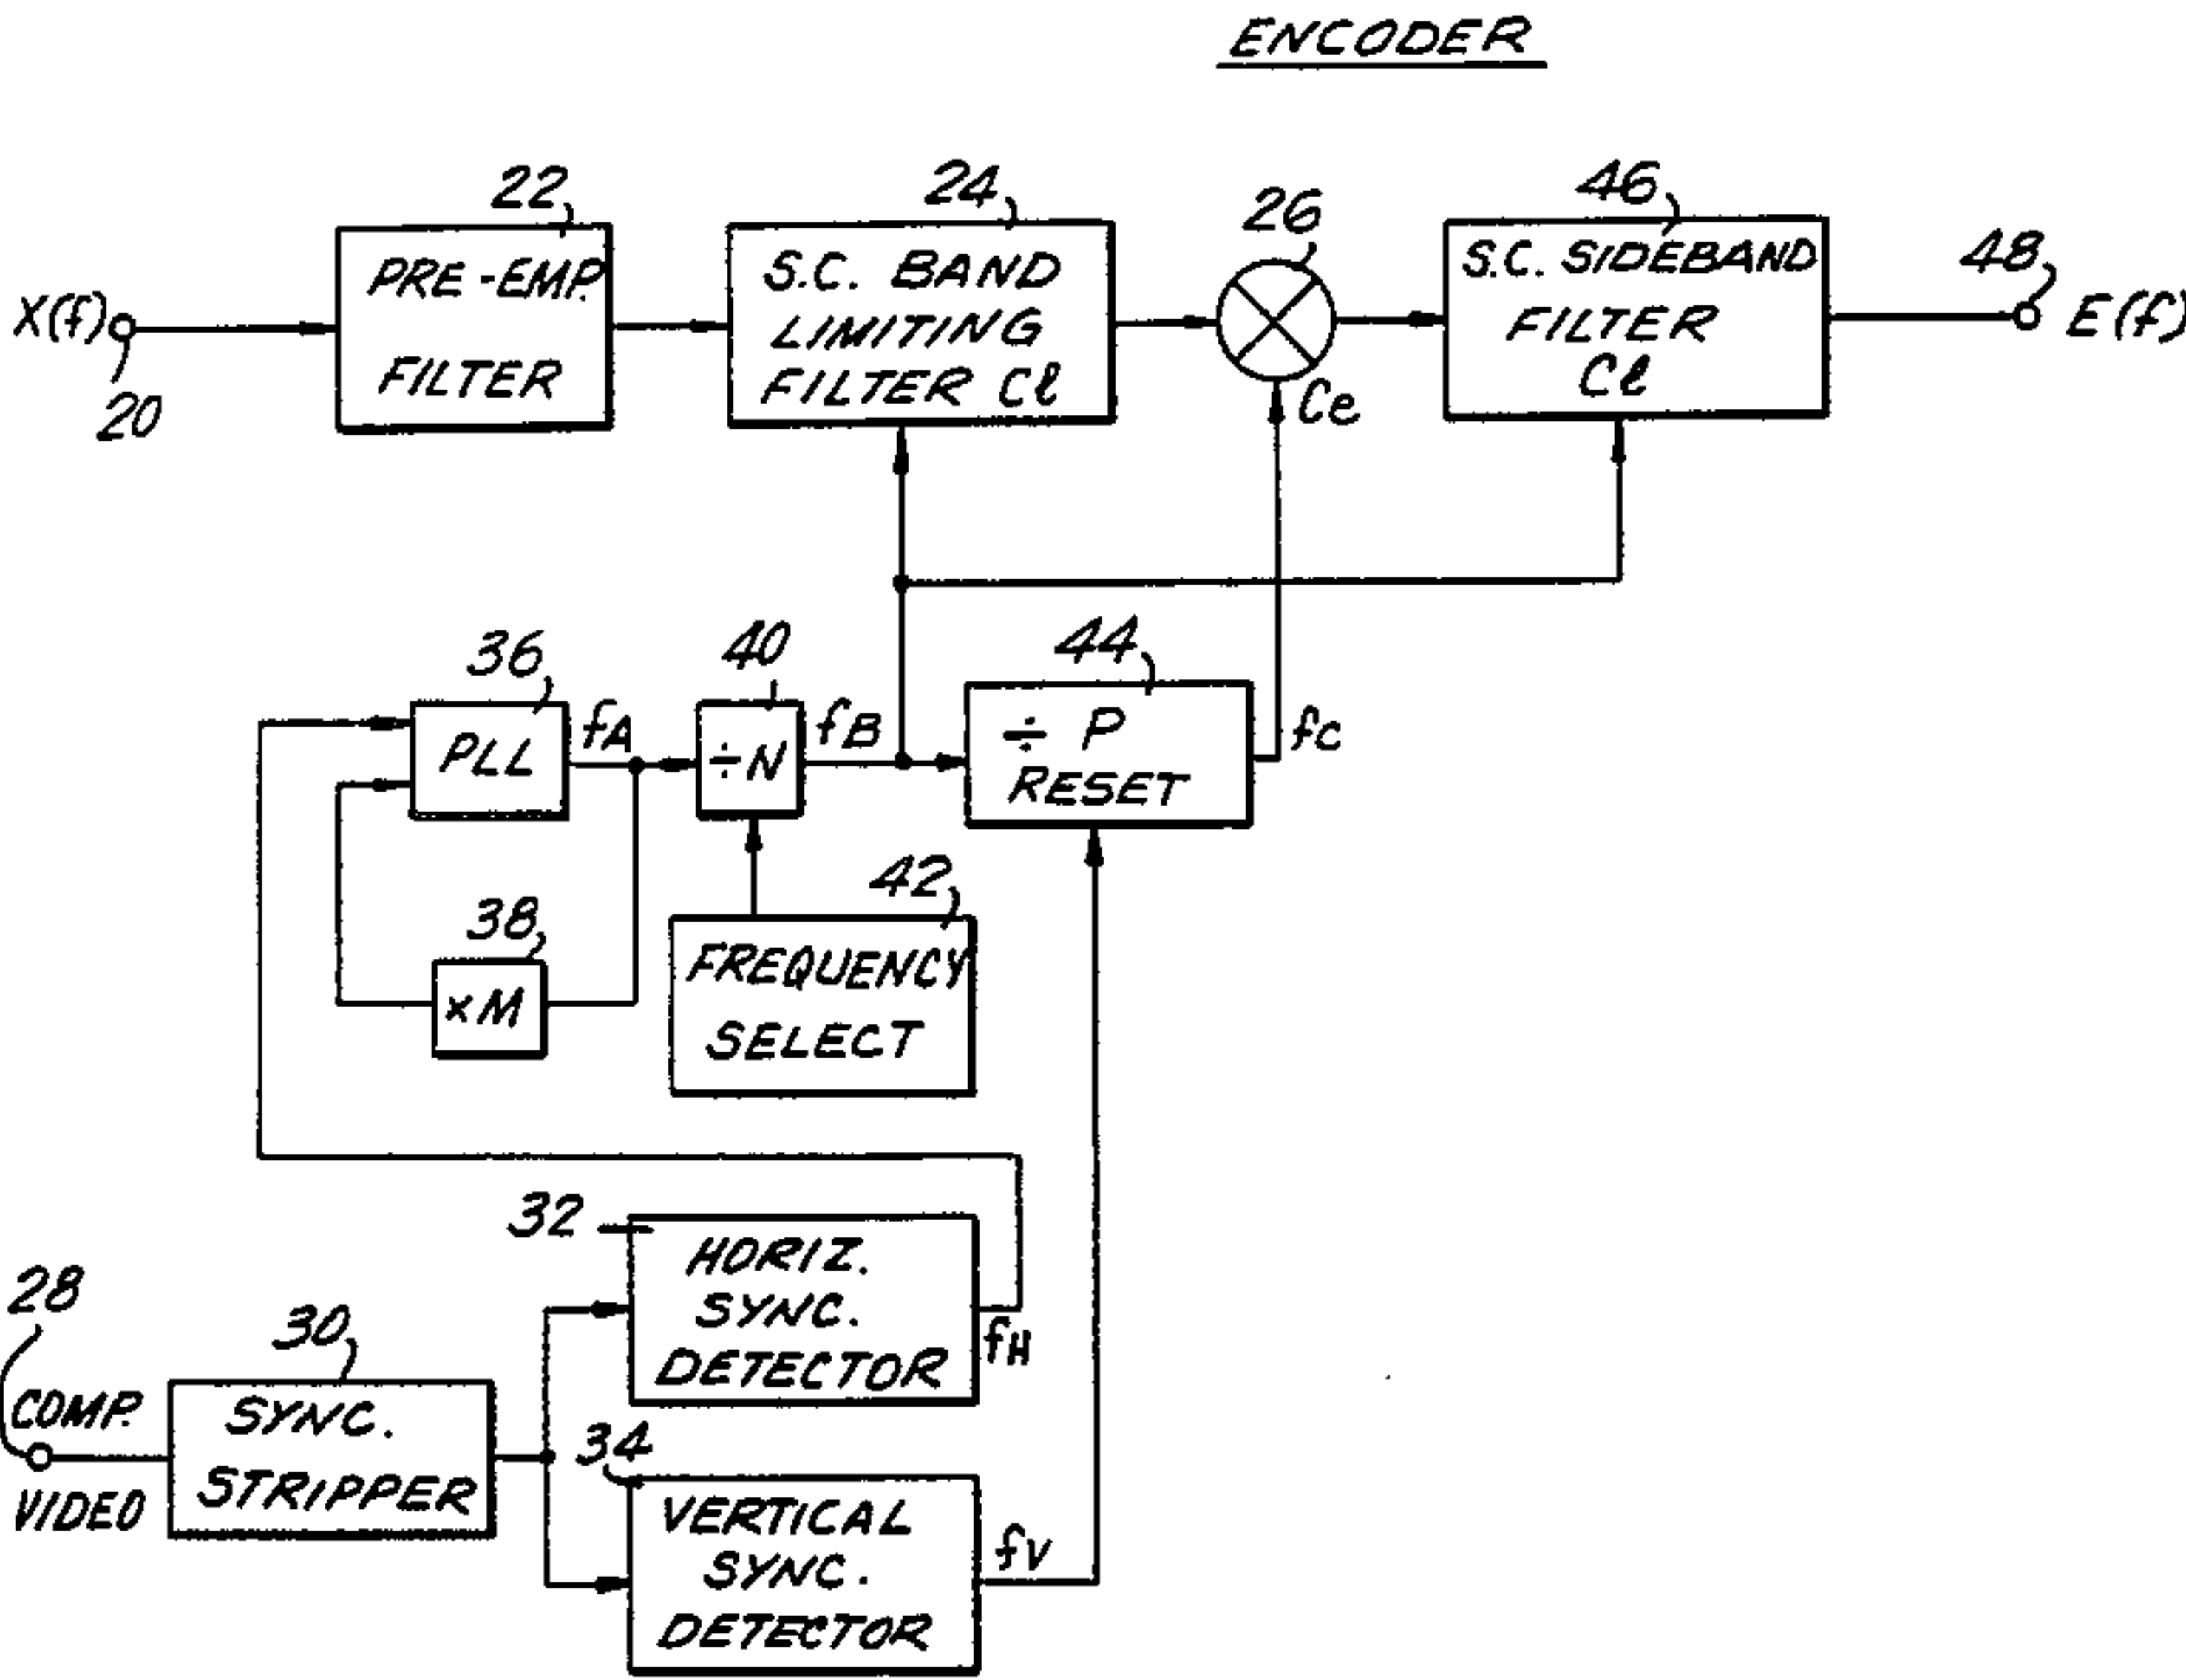 ENCODER
22
24
26
46
48
X(f)
20
PRE-EMP.
FILTER
S.C. BAND
LIMITING
FILTER Cℓ
Ce
S.C. SIDEBAND
FILTER
Cℓ
E(f)
36
PLL
fA
40
÷N
fB
44
÷ P
RESET
fC
38
×M
42
FREQUENCY
SELECT
32
HORIZ.
SYNC.
DETECTOR
fH
28
COMP.
VIDEO
30
SYNC.
STRIPPER
34
VERTICAL
SYNC.
DETECTOR
fV